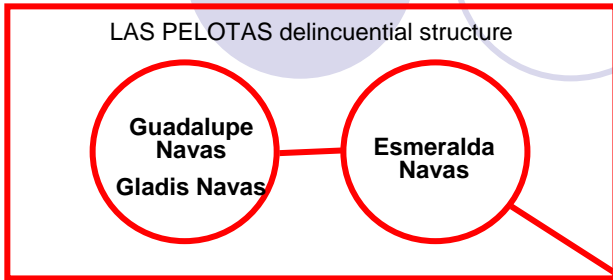 LAS PELOTAS delincuential structure
Guadalupe
Navas
Gladis Navas
Esmeralda
Navas